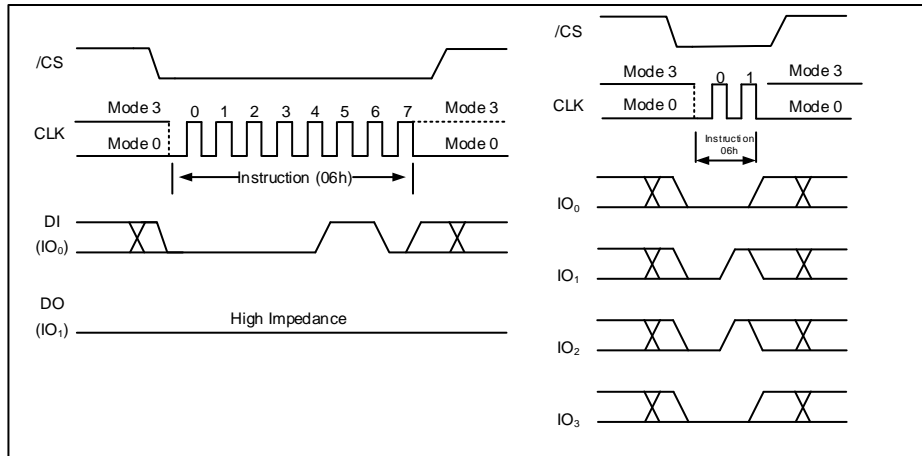 /CS
Mode 3
0 1 2 3 4 5 6 7
Mode 3
CLK
Mode 0
Mode 0
Instruction (06h)
DI
(IO0)
DO
(IO1)
High Impedance
/CS
Mode 3
0 1
Mode 3
CLK
Mode 0
Mode 0
Instruction
06h
IO0
IO1
IO2
IO3